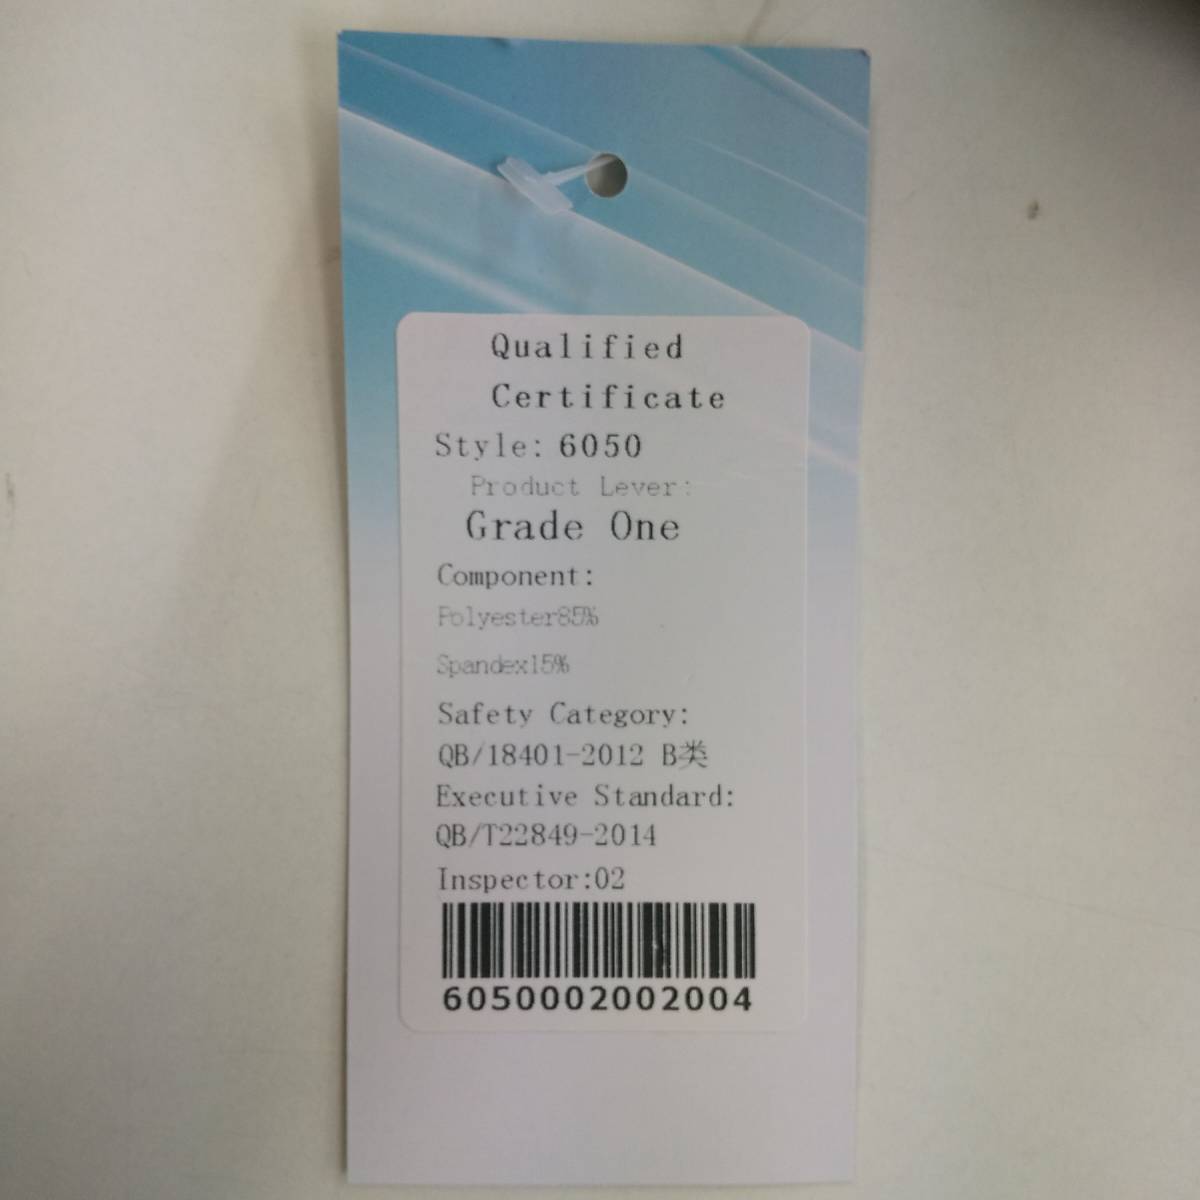 Qualified
Certificate
Style: 6050
Product Lever:
Grade One
Component:
Polyester85%
Spandex15%
Safety Category:
QB/18401-2012 B类
Executive Standard:
QB/T22849-2014
Inspector:02
6050002002004